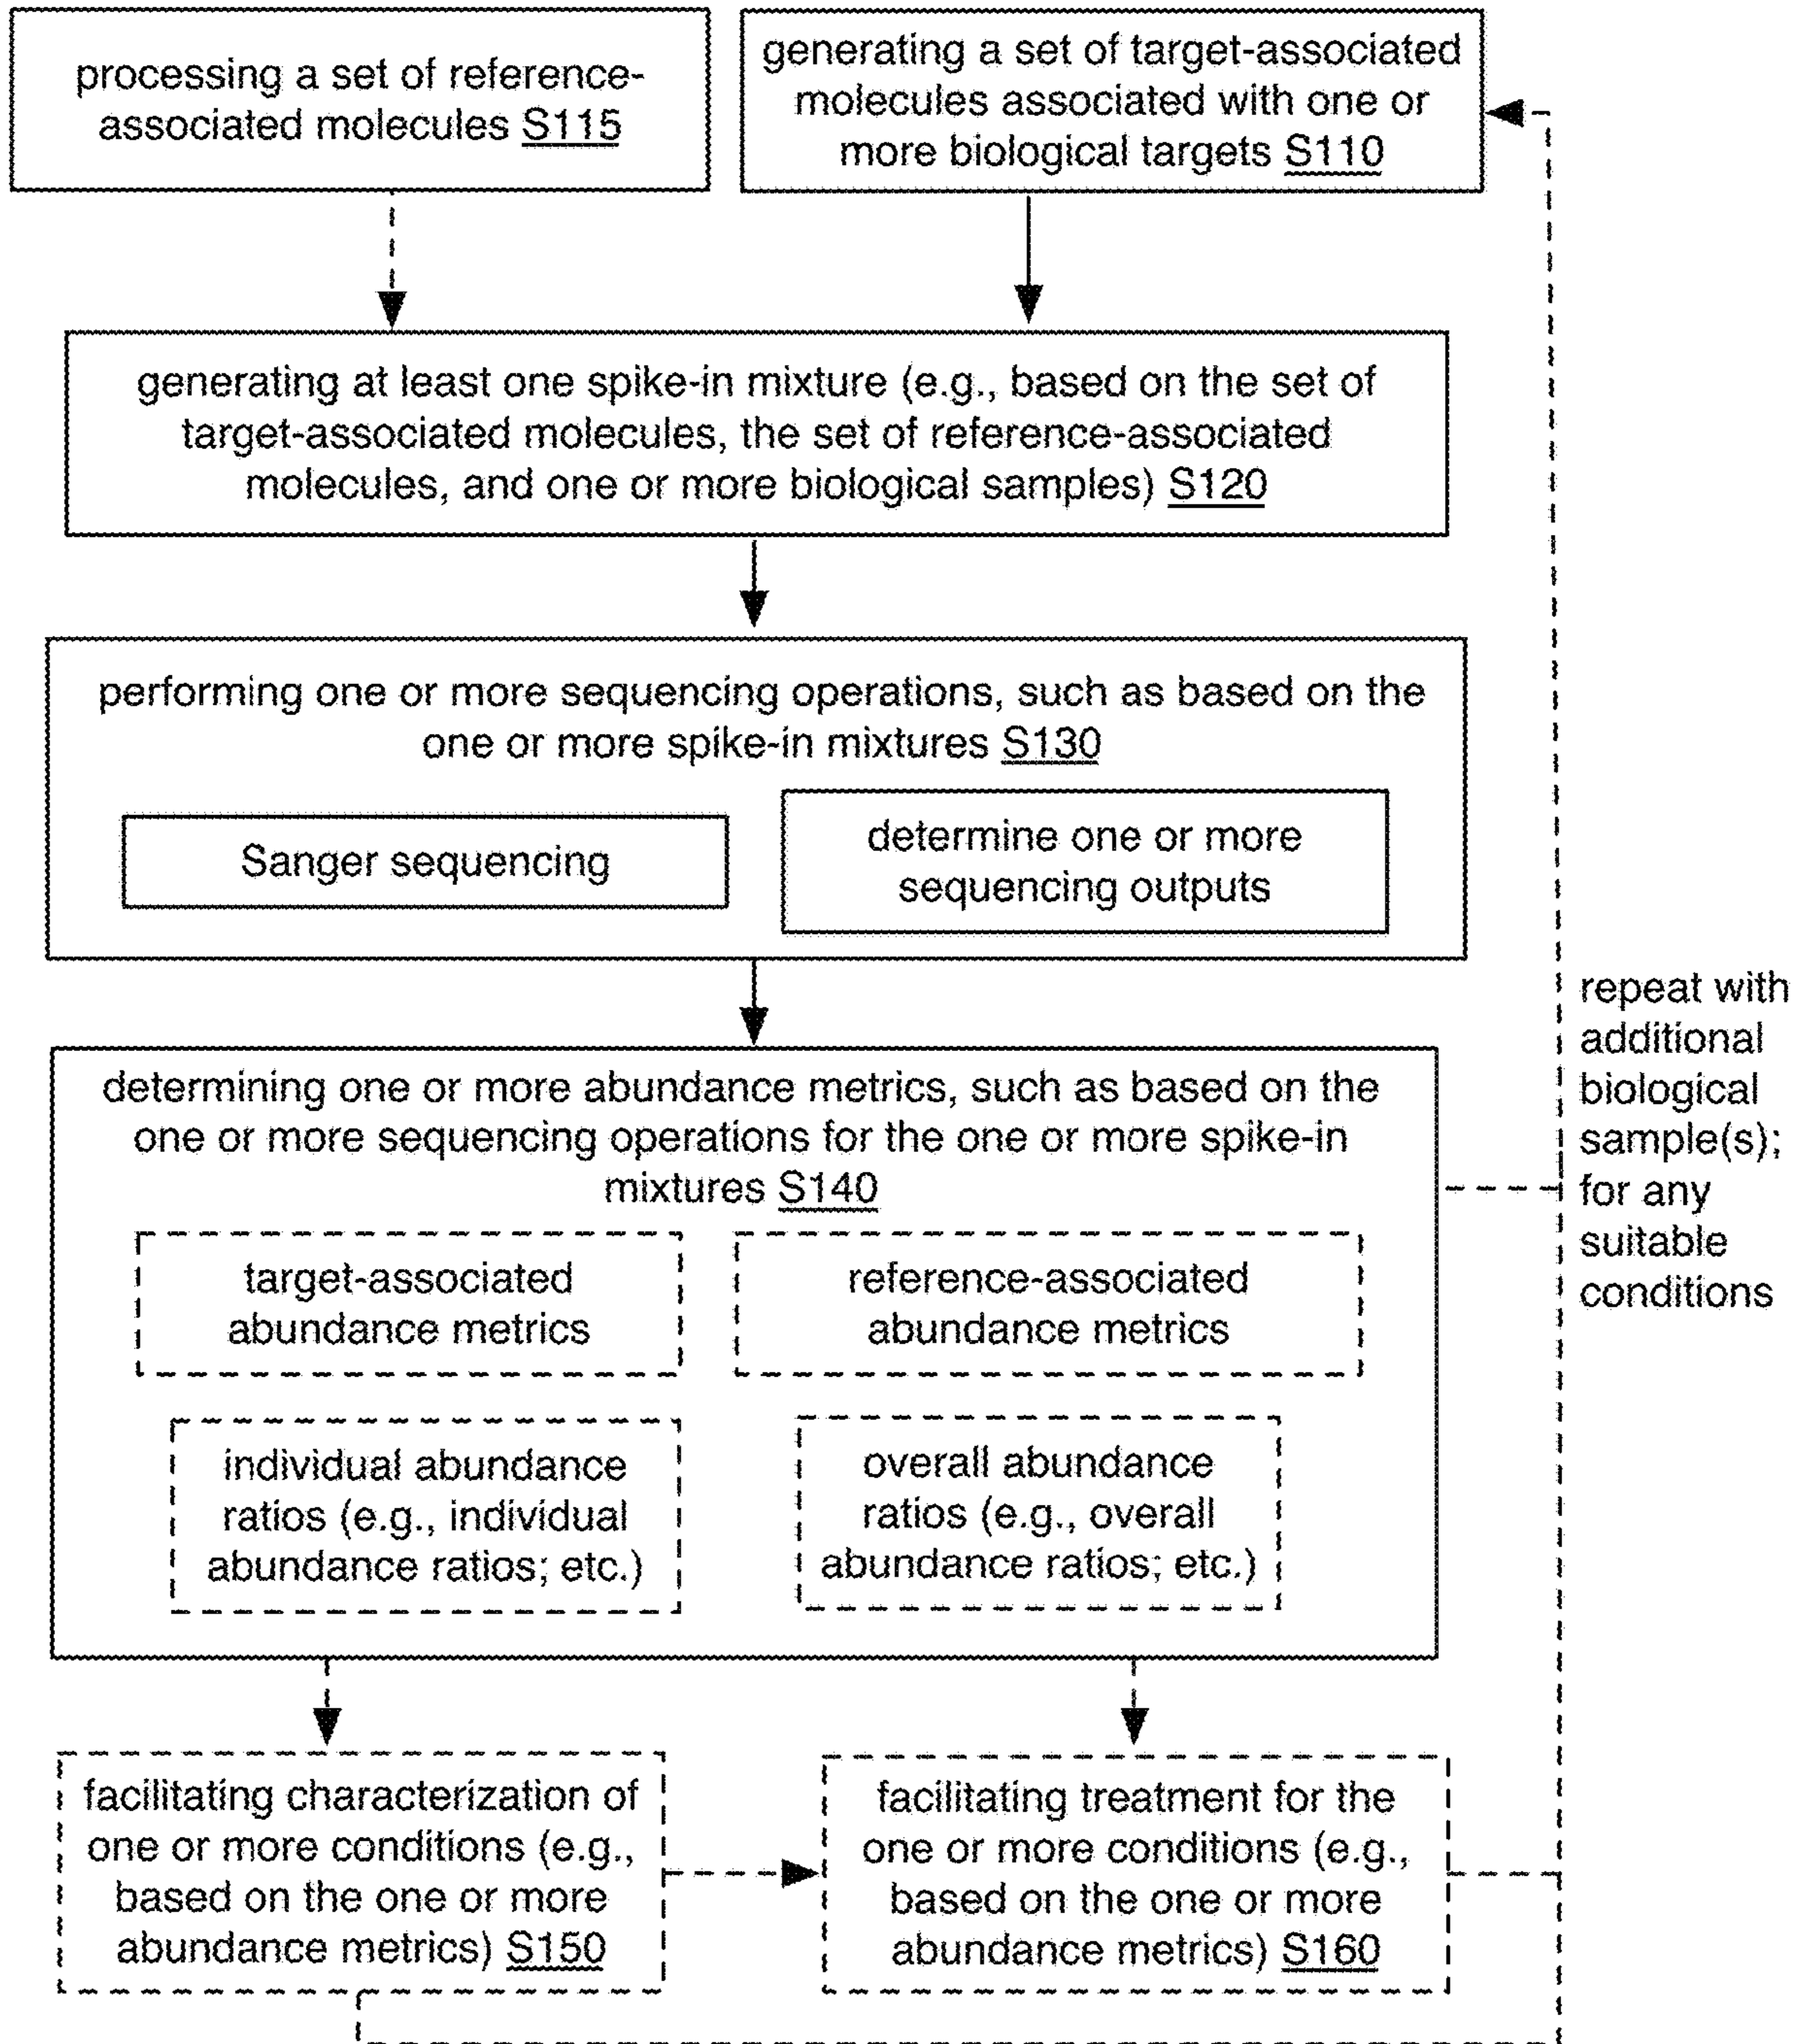 processing a set of reference-
associated molecules S115
generating a set of target-associated
molecules associated with one or
more biological targets S110
generating at least one spike-in mixture (e.g., based on the set of
target-associated molecules, the set of reference-associated
molecules, and one or more biological samples) S120
performing one or more sequencing operations, such as based on the
one or more spike-in mixtures S130
Sanger sequencing
determine one or more
sequencing outputs
determining one or more abundance metrics, such as based on the
one or more sequencing operations for the one or more spike-in
mixtures S140
target-associated
abundance metrics
reference-associated
abundance metrics
individual abundance
ratios (e.g., individual
abundance ratios; etc.)
overall abundance
ratios (e.g., overall
abundance ratios; etc.)
repeat with
additional
biological
sample(s);
for any
suitable
conditions
facilitating characterization of
one or more conditions (e.g.,
based on the one or more
abundance metrics) S150
facilitating treatment for the
one or more conditions (e.g.,
based on the one or more
abundance metrics) S160